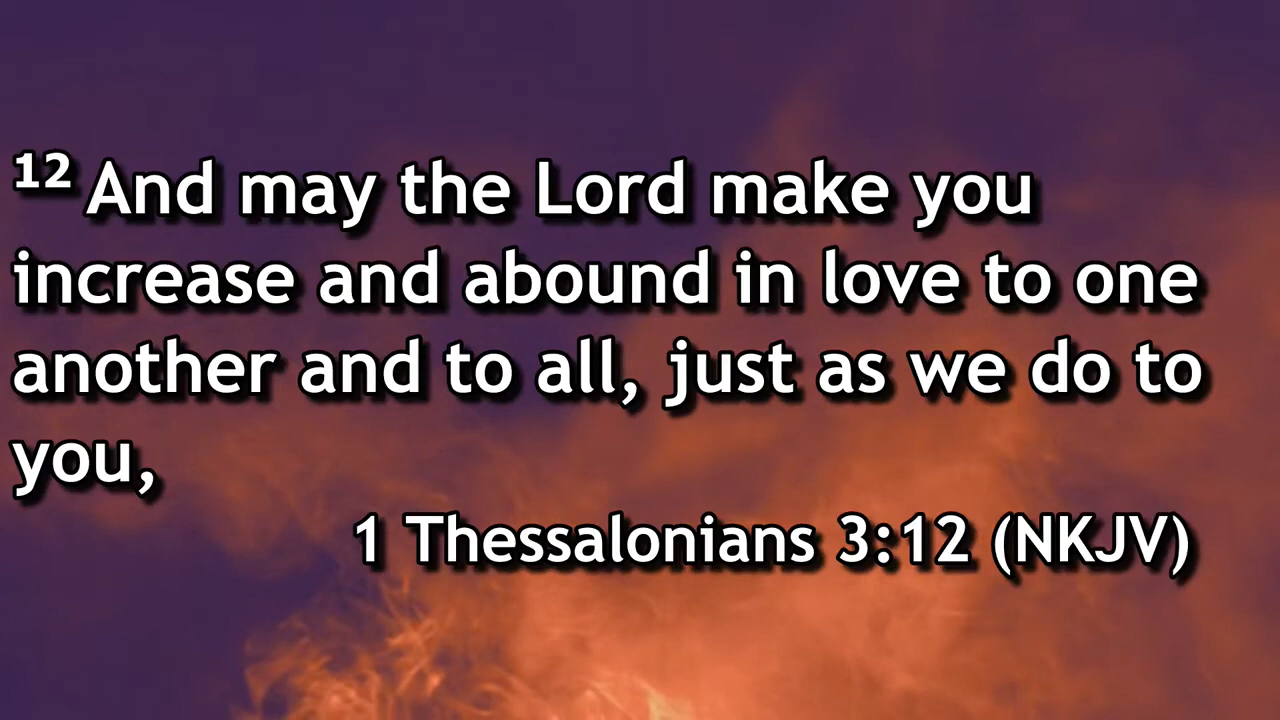 12 And may the Lord make you
increase and abound in love to one
another and to all, just as we do to
you,
1 Thessalonians 3:12 (NKJV)